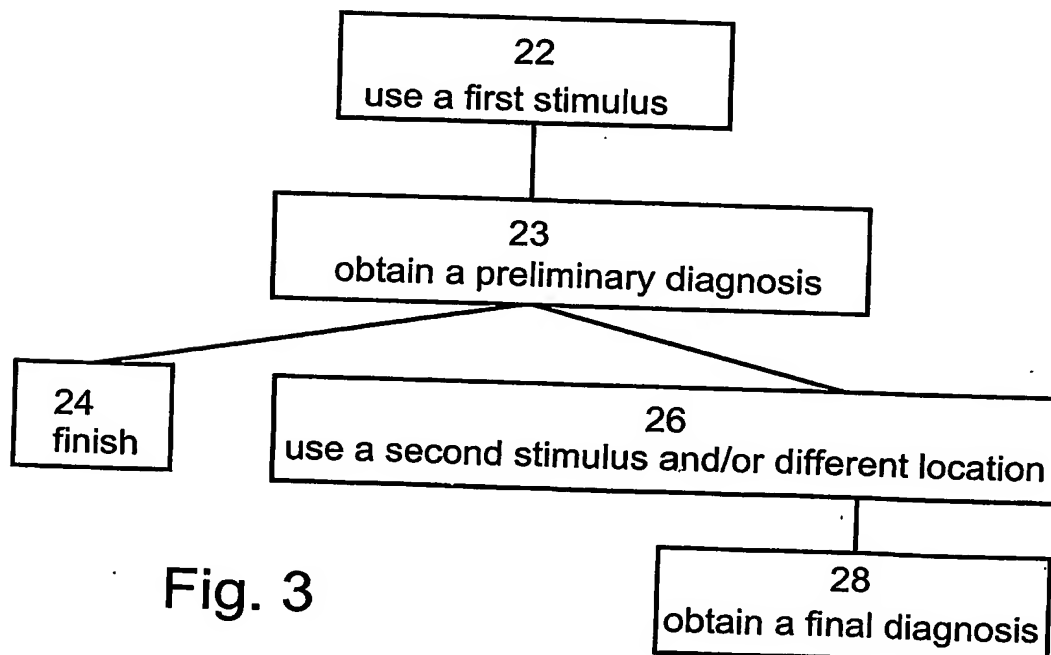 22
use a first stimulus
23
obtain a preliminary diagnosis
24
finish
26
use a second stimulus and/or different location
28
obtain a final diagnosis
Fig. 3